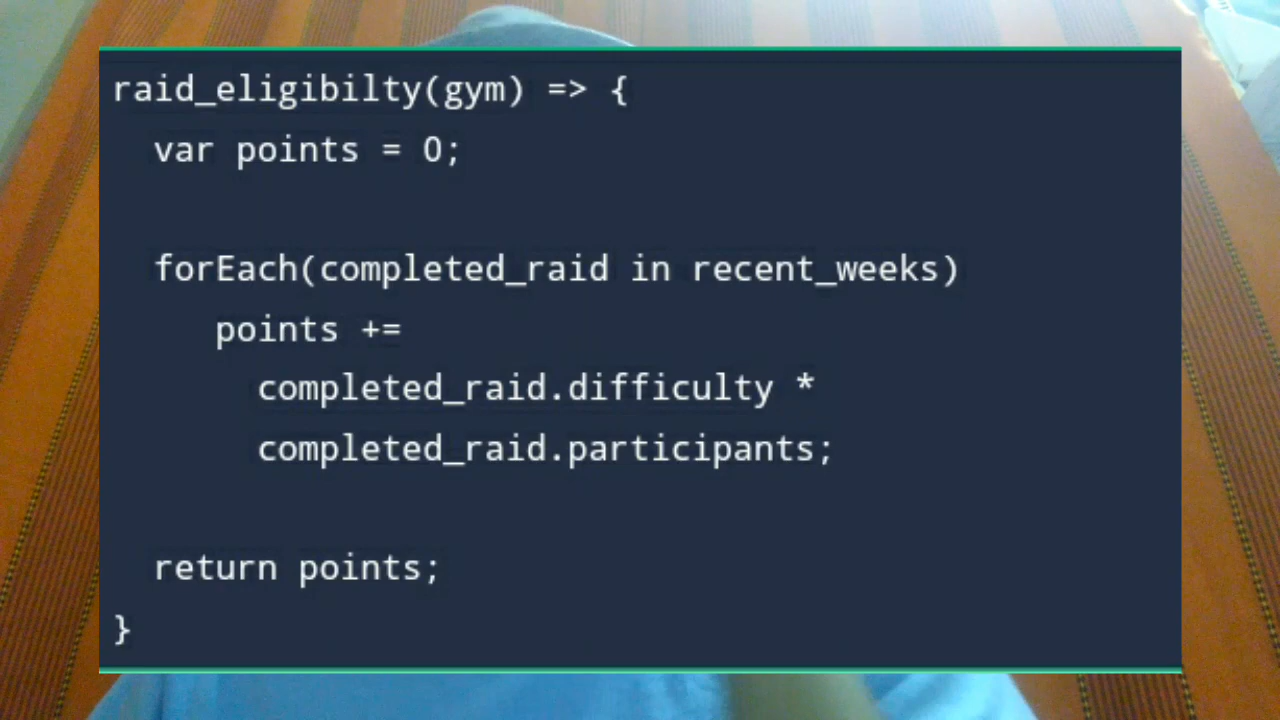 raid_eligibilty(gym) => {
var points = 0;
forEach(completed_raid in recent_weeks)
points +=
completed_raid.difficulty *
completed_raid.participants;
return points;
}